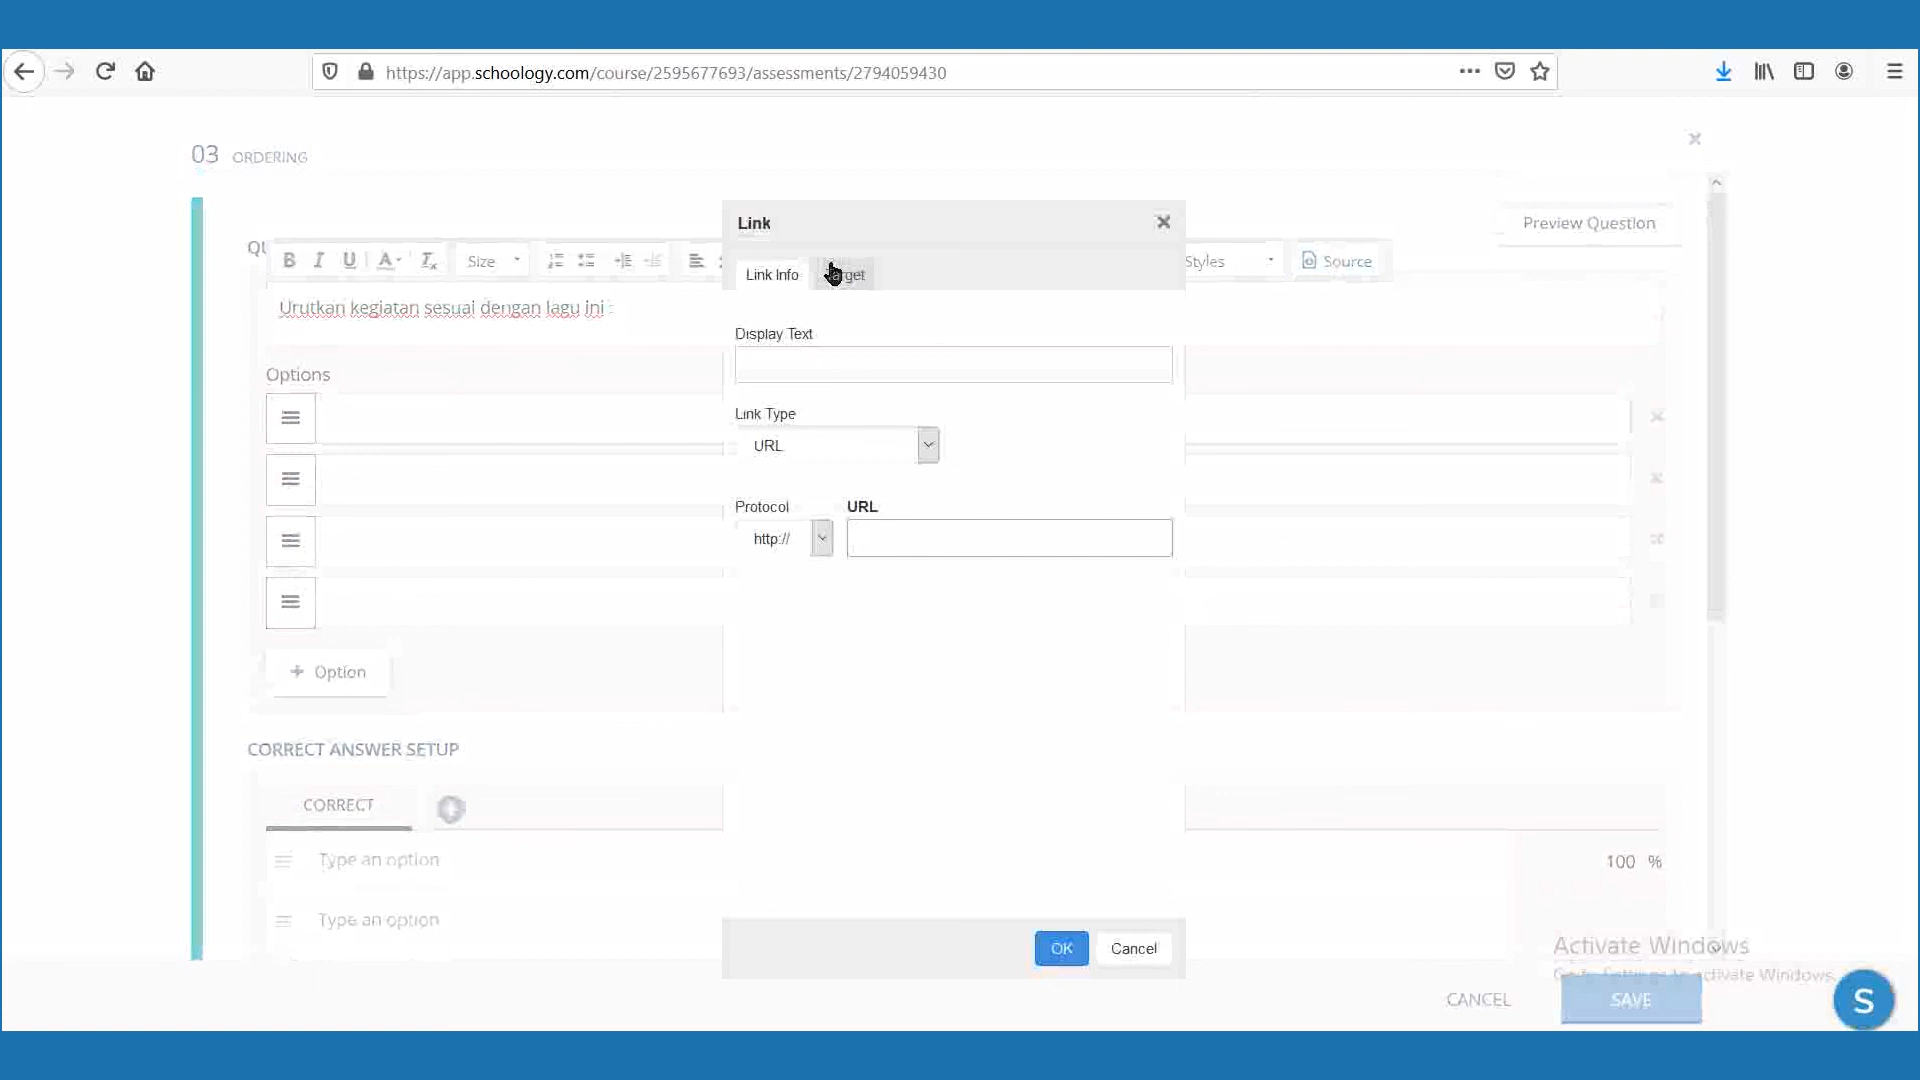 https://app.schoology.com/course/2595677693/assessments/2794059430
03 ORDERING
Preview Question
Link
Link Info
B I U A Tx Size
Styles
Source
Urutkan kegiatan sesuai dengan lagu ini :
Display Text
Options
Link Type
URL
Protocol URL
http://
+ Option
CORRECT ANSWER SETUP
CORRECT
Type an option
100 %
Type an option
OK Cancel
Activate Windows
CANCEL SAVE
S